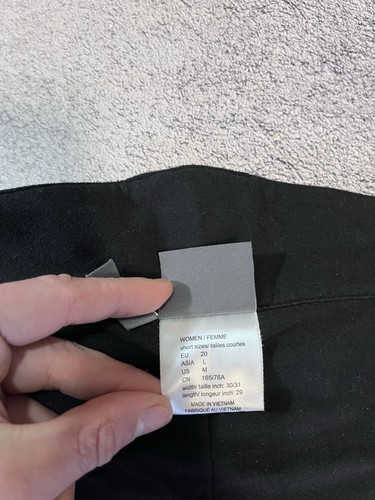 WOMEN / FEMME
short sizes/ tailles courtes
EU 20
ASIA L
US M
CN 165/76A
width/ taille inch: 30/31
length/ longeur inch: 29
MADE IN VIETNAM
FABRIQUÉ AU VIETNAM